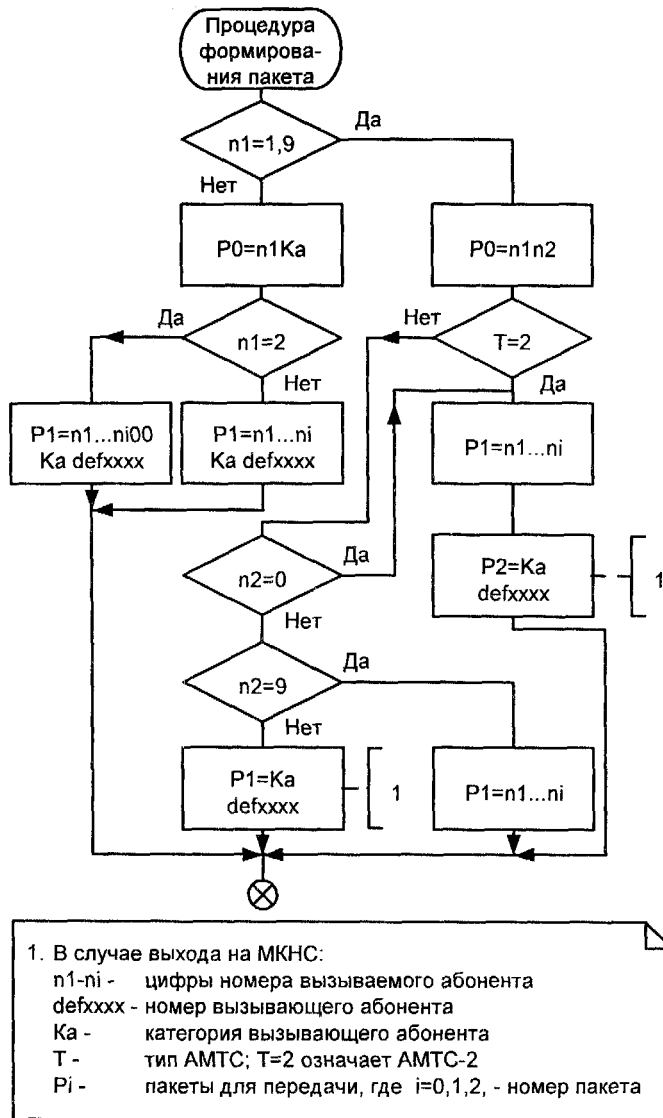 Процедура
формирова-
ния пакета
n1=1,9
Да
Нет
P0=n1Ka
P0=n1n2
Да
n1=2
Нет
Нет
T=2
Да
P1=n1...ni00
Ka defxxxx
P1=n1...ni
Ka defxxxx
P1=n1...ni
n2=0
Да
Нет
P2=Ka
defxxxx
1
n2=9
Да
Нет
P1=Ka
defxxxx
1
P1=n1...ni
1. В случае выхода на МКНС:
n1-ni - цифры номера вызываемого абонента
defxxxx - номер вызывающего абонента
Ka - категория вызывающего абонента
T - тип АМТС; T=2 означает АМТС-2
Pi - пакеты для передачи, где i=0,1,2, - номер пакета